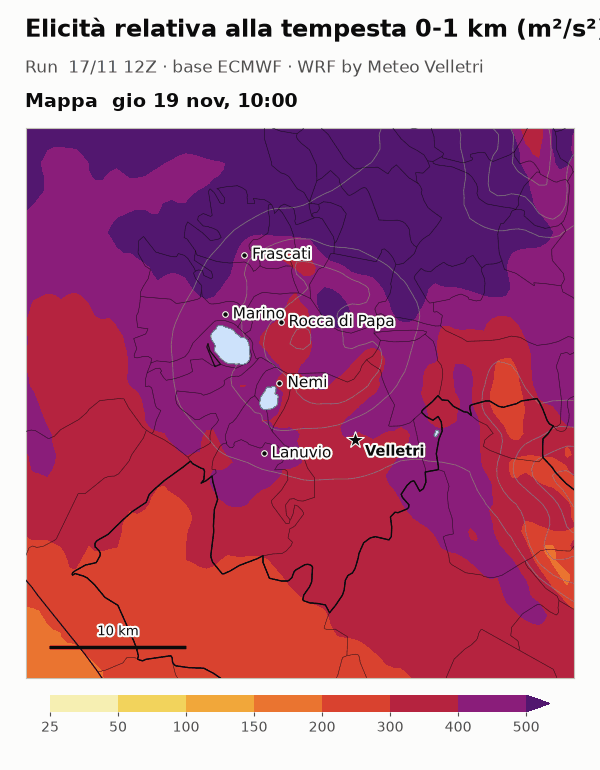 Elicità relativa alla tempesta 0-1 km (m²/s²)
Run  17/11 12Z · base ECMWF · WRF by Meteo Velletri
Mappa  gio 19 nov, 10:00
Frascati
Marino
Rocca di Papa
Nemi
Lanuvio
Velletri
10 km
25 50 100 150 200 300 400 500